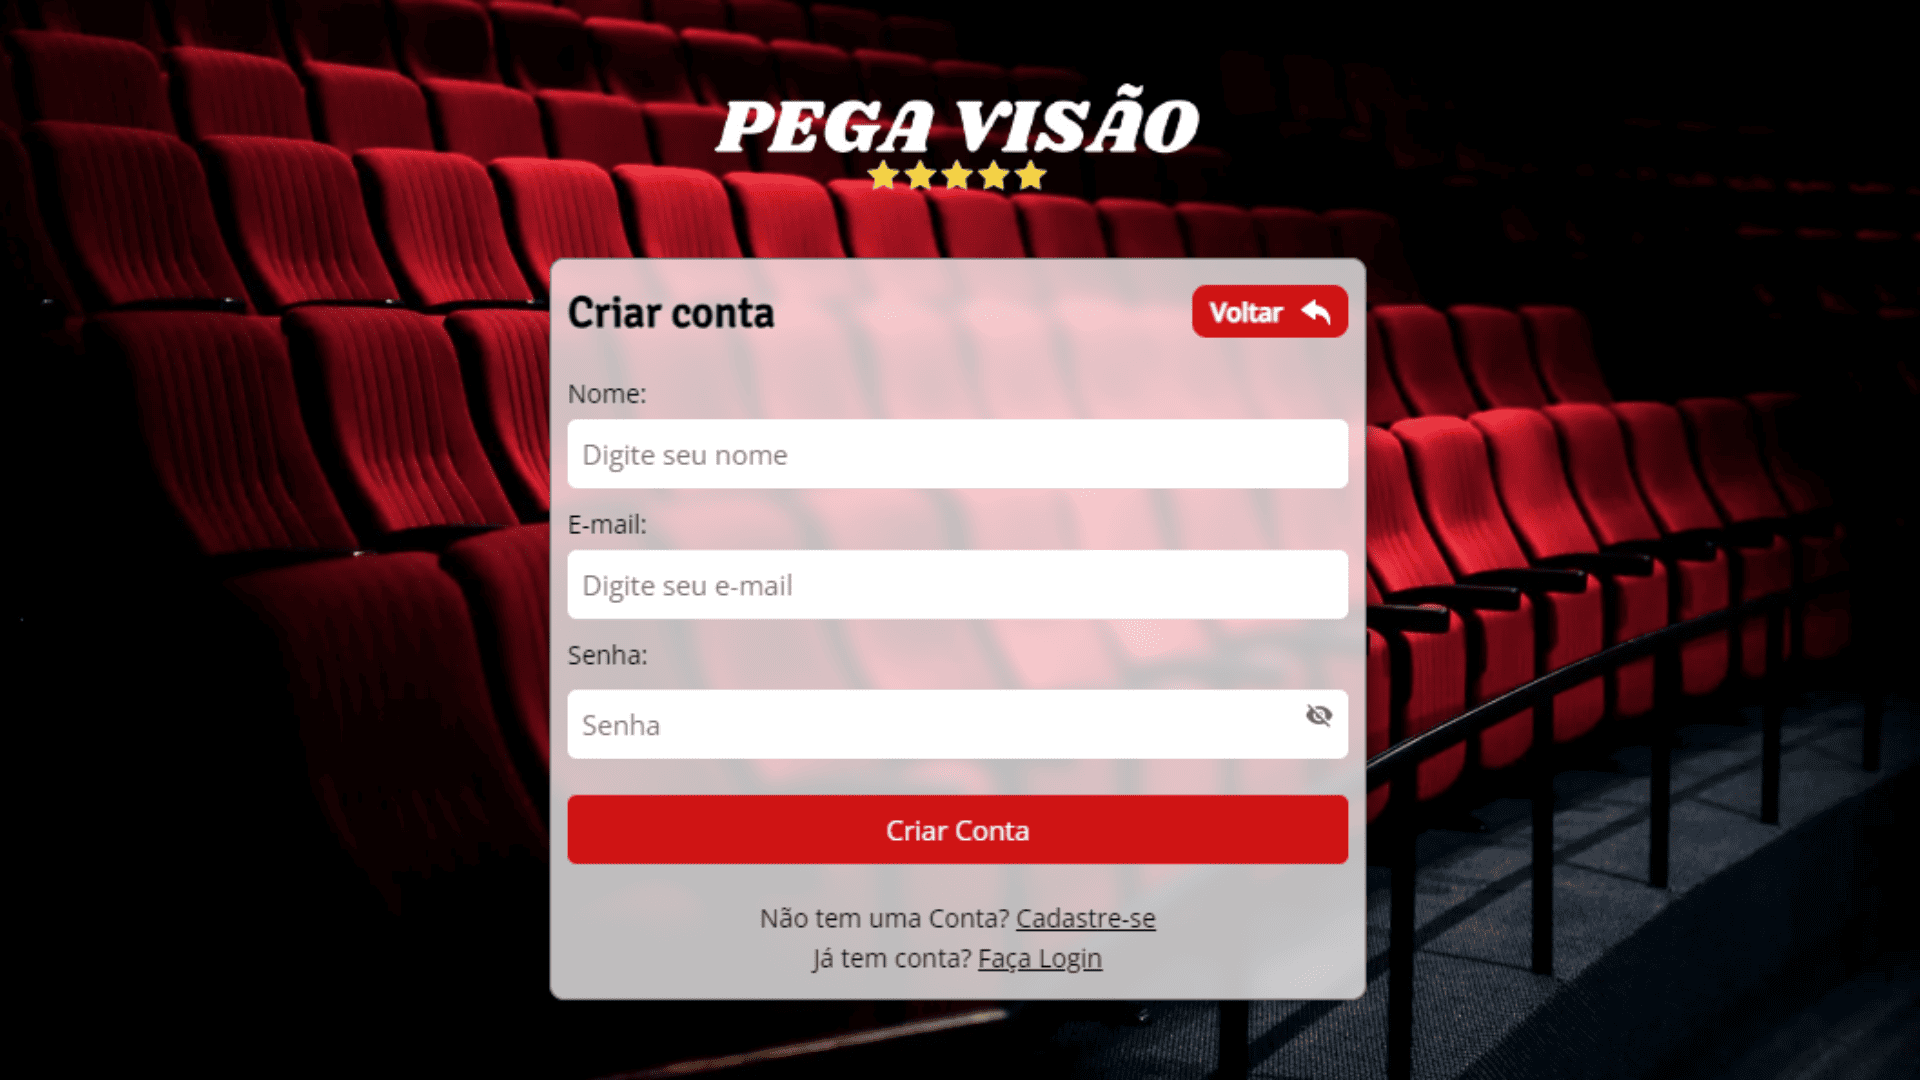 PEGA VISÃO
Criar conta
Voltar
Nome:
Digite seu nome
E-mail:
Digite seu e-mail
Senha:
Senha
Criar Conta
Não tem uma Conta? Cadastre-se
Já tem conta? Faça Login